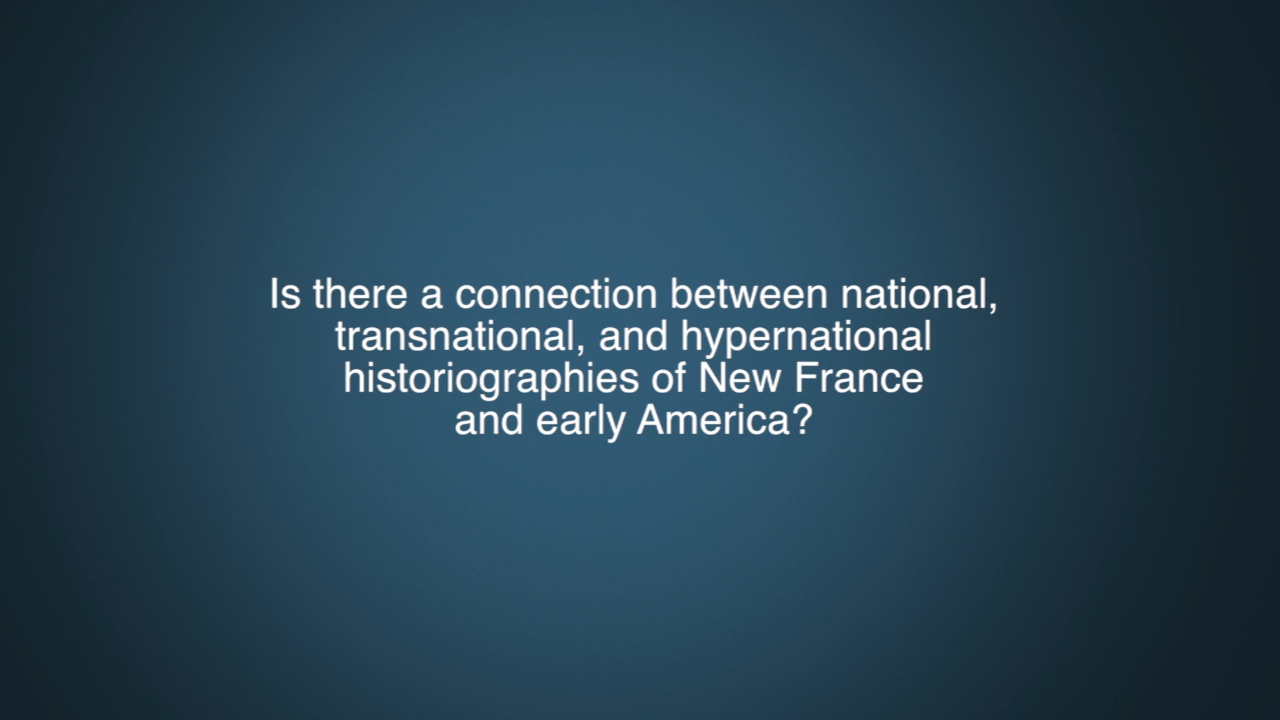 Is there a connection between national,
transnational, and hypernational
historiographies of New France
and early America?